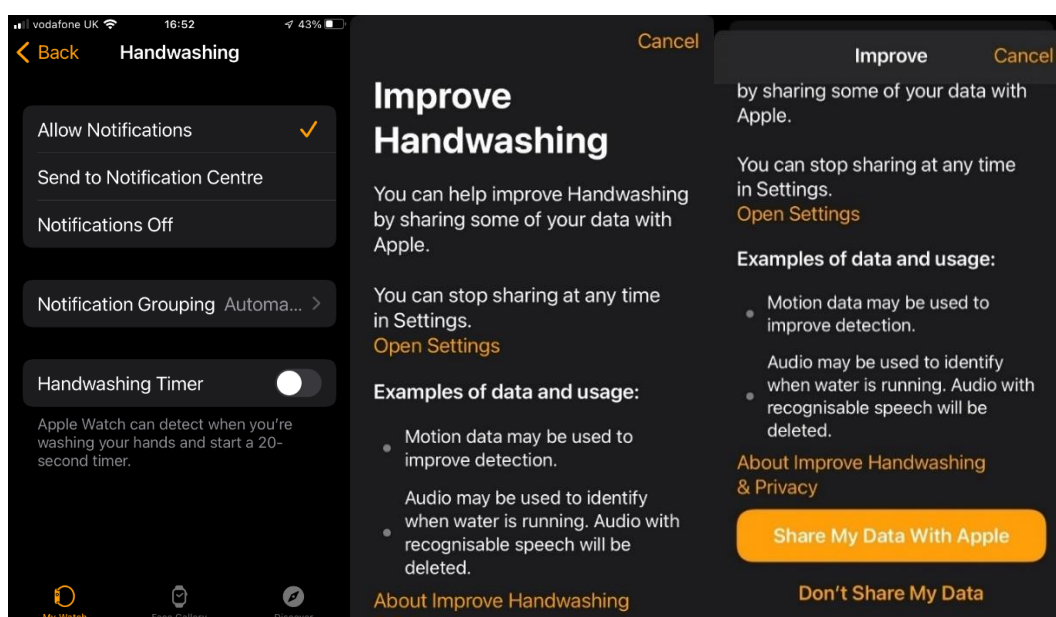 vodafone UK 16:52 43%
Back Handwashing
Allow Notifications
Send to Notification Centre
Notifications Off
Notification Grouping Automa...
Handwashing Timer
Apple Watch can detect when you're
washing your hands and start a 20-
second timer.
My Watch Face Gallery Discover
Cancel
Improve
Handwashing
You can help improve Handwashing
by sharing some of your data with
Apple.
You can stop sharing at any time
in Settings.
Open Settings
Examples of data and usage:
Motion data may be used to
improve detection.
Audio may be used to identify
when water is running. Audio with
recognisable speech will be
deleted.
About Improve Handwashing
Improve Cancel
by sharing some of your data with
Apple.
You can stop sharing at any time
in Settings.
Open Settings
Examples of data and usage:
Motion data may be used to
improve detection.
Audio may be used to identify
when water is running. Audio with
recognisable speech will be
deleted.
About Improve Handwashing
& Privacy
Share My Data With Apple
Don't Share My Data